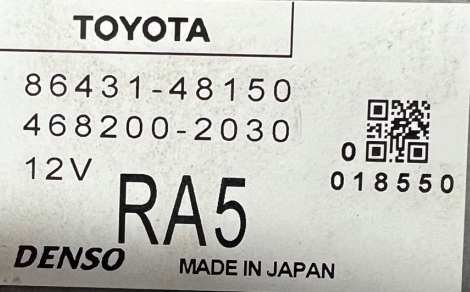 TOYOTA
86431-48150
468200-2030
12V
RA5
0
018550
DENSO
MADE IN JAPAN